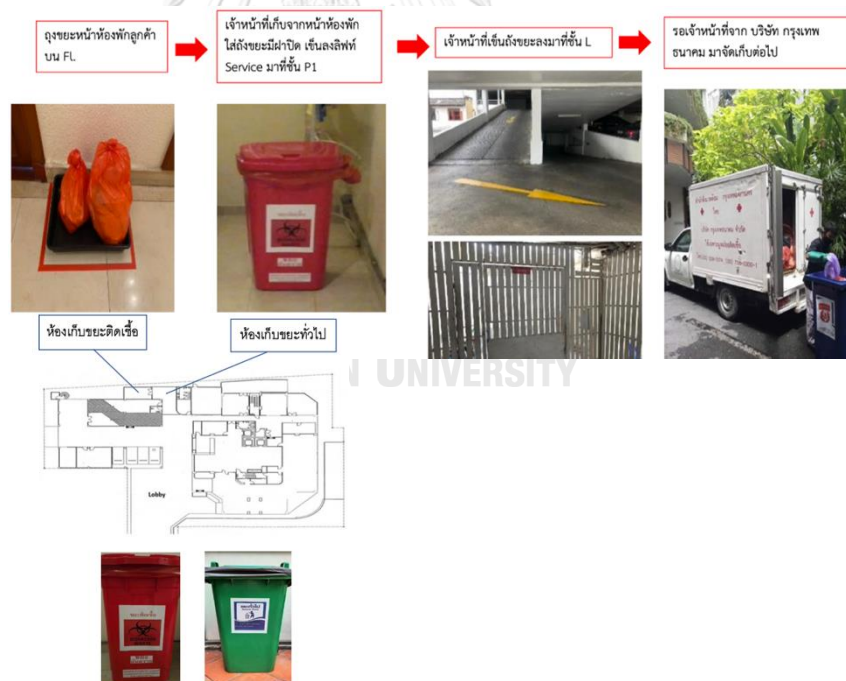 ถุงขยะหน้าห้องพักลูกค้า
บน FL.
เจ้าหน้าที่เก็บจากหน้าห้องพัก
ใส่ถังขยะมีฝาปิด เข็นลงลิฟท์
Service มาที่ชั้น P1
เจ้าหน้าที่เข็นถังขยะลงมาที่ชั้น L
รอเจ้าหน้าที่จาก บริษัท กรุงเทพ
ธนาคม มาจัดเก็บต่อไป
ห้องเก็บขยะติดเชื้อ
ห้องเก็บขยะทั่วไป
UNIVERSITY
Lobby